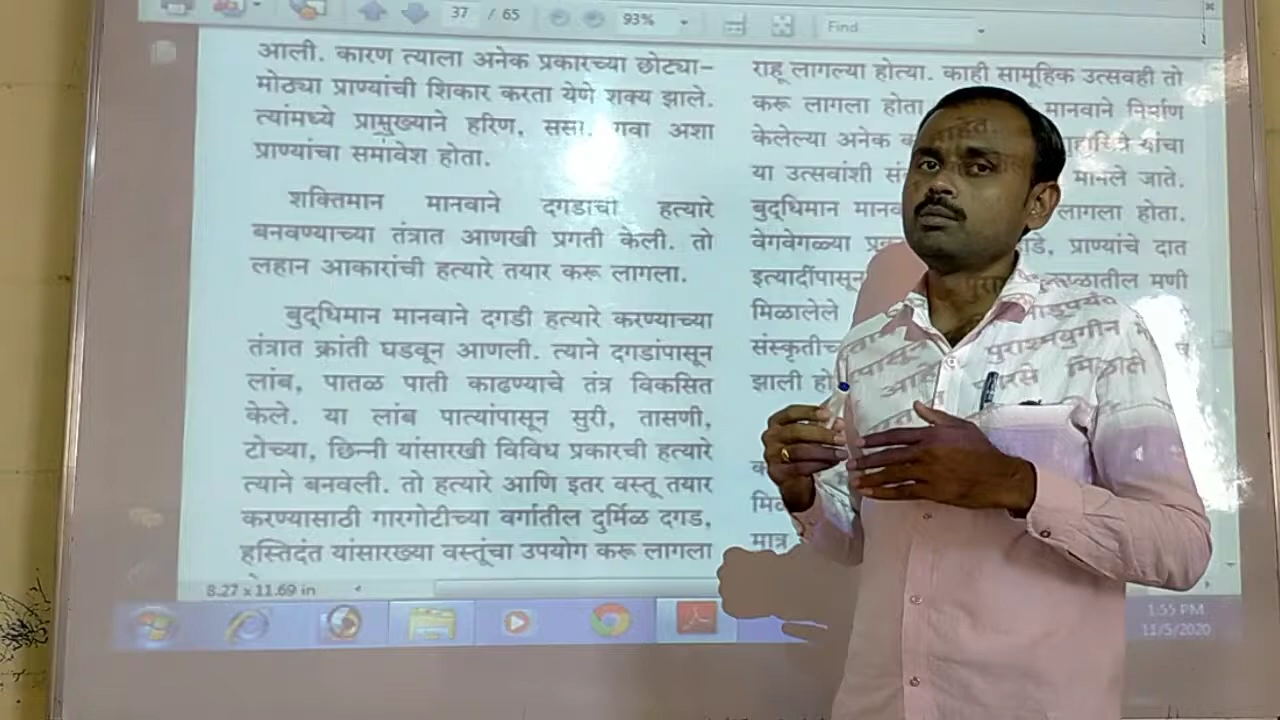 37 / 65
93%
Find
आली. कारण त्याला अनेक प्रकारच्या छोट्या-
मोठ्या प्राण्यांची शिकार करता येणे शक्य झाले.
त्यांमध्ये प्रामुख्याने हरिण, ससा, गवा अशा
प्राण्यांचा समावेश होता.
शक्तिमान मानवाने दगडाची हत्यारे
बनवण्याच्या तंत्रात आणखी प्रगती केली. तो
लहान आकारांची हत्यारे तयार करू लागला.
बुद्धिमान मानवाने दगडी हत्यारे करण्याच्या
तंत्रात क्रांती घडवून आणली. त्याने दगडांपासून
लांब, पातळ पाती काढण्याचे तंत्र विकसित
केले. या लांब पात्यांपासून सुरी, तासणी,
टोच्या, छिन्नी यांसारखी विविध प्रकारची हत्यारे
त्याने बनवली. तो हत्यारे आणि इतर वस्तू तयार
करण्यासाठी गारगोटीच्या वर्गातील दुर्मिळ दगड,
हस्तिदंत यांसारख्या वस्तूंचा उपयोग करू लागला
राहू लागल्या होत्या. काही सामूहिक उत्सवही तो
करू लागला होता मानवाने निर्माण
केलेल्या अनेक यांचा
या उत्सवांशी मानले जाते.
बुद्धिमान लागला होता.
वेगवेगळ्या प्राण्यांचे दात
इत्यादींपासून मणी
मिळालेले
संस्कृतीच
झाली
मात्र
8.27 x 11.69 in
1:55 PM
11/5/2020